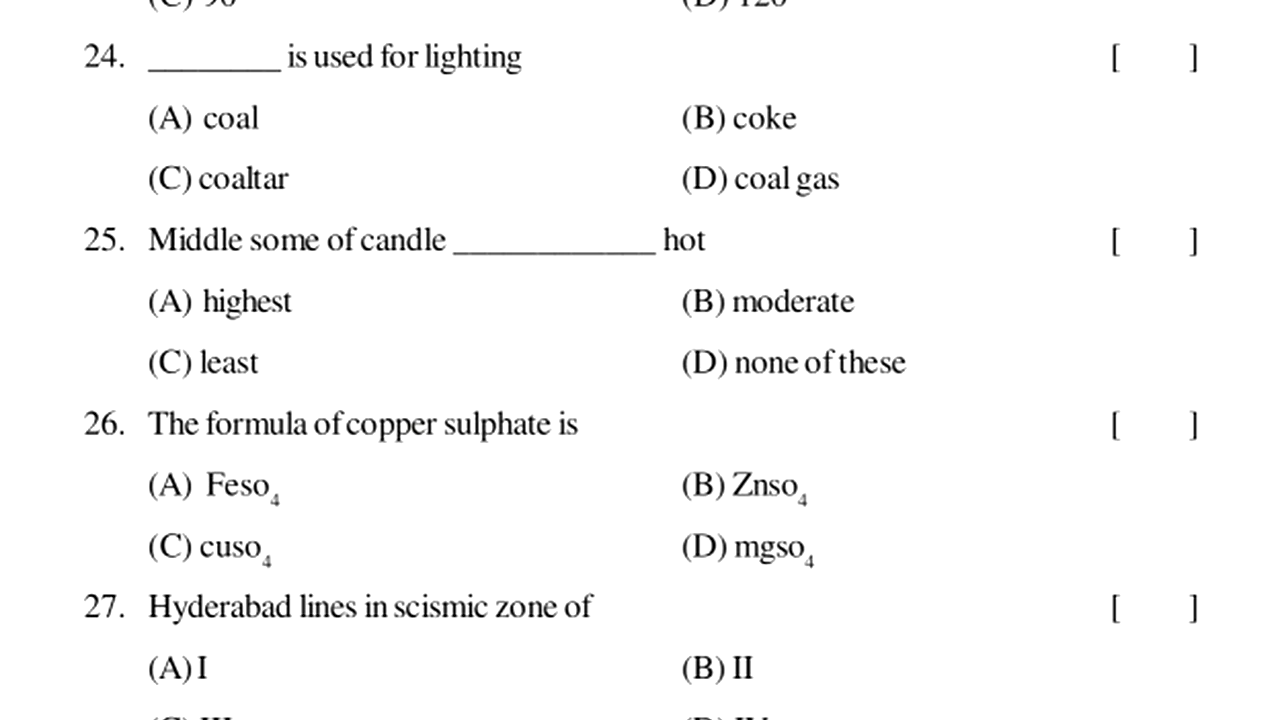 24. ________ is used for lighting [ ]
(A) coal (B) coke
(C) coaltar (D) coal gas
25. Middle some of candle ____________ hot [ ]
(A) highest (B) moderate
(C) least (D) none of these
26. The formula of copper sulphate is [ ]
(A) Feso₄ (B) Znso₄
(C) cuso₄ (D) mgso₄
27. Hyderabad lines in scismic zone of [ ]
(A) I (B) II